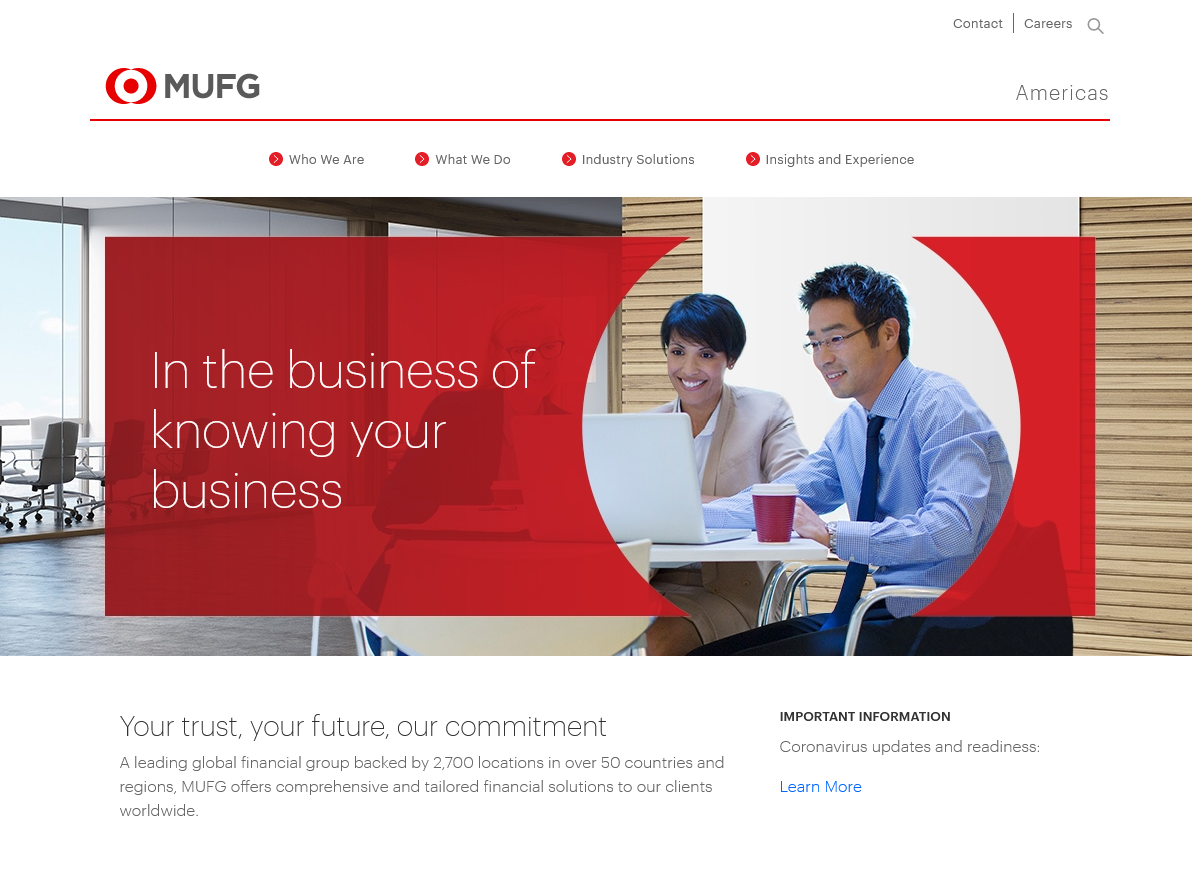 Contact
Careers
MUFG
Americas
Who We Are
What We Do
Industry Solutions
Insights and Experience
In the business of
knowing your
business
Your trust, your future, our commitment
A leading global financial group backed by 2,700 locations in over 50 countries and
regions, MUFG offers comprehensive and tailored financial solutions to our clients
worldwide.
IMPORTANT INFORMATION
Coronavirus updates and readiness:
Learn More